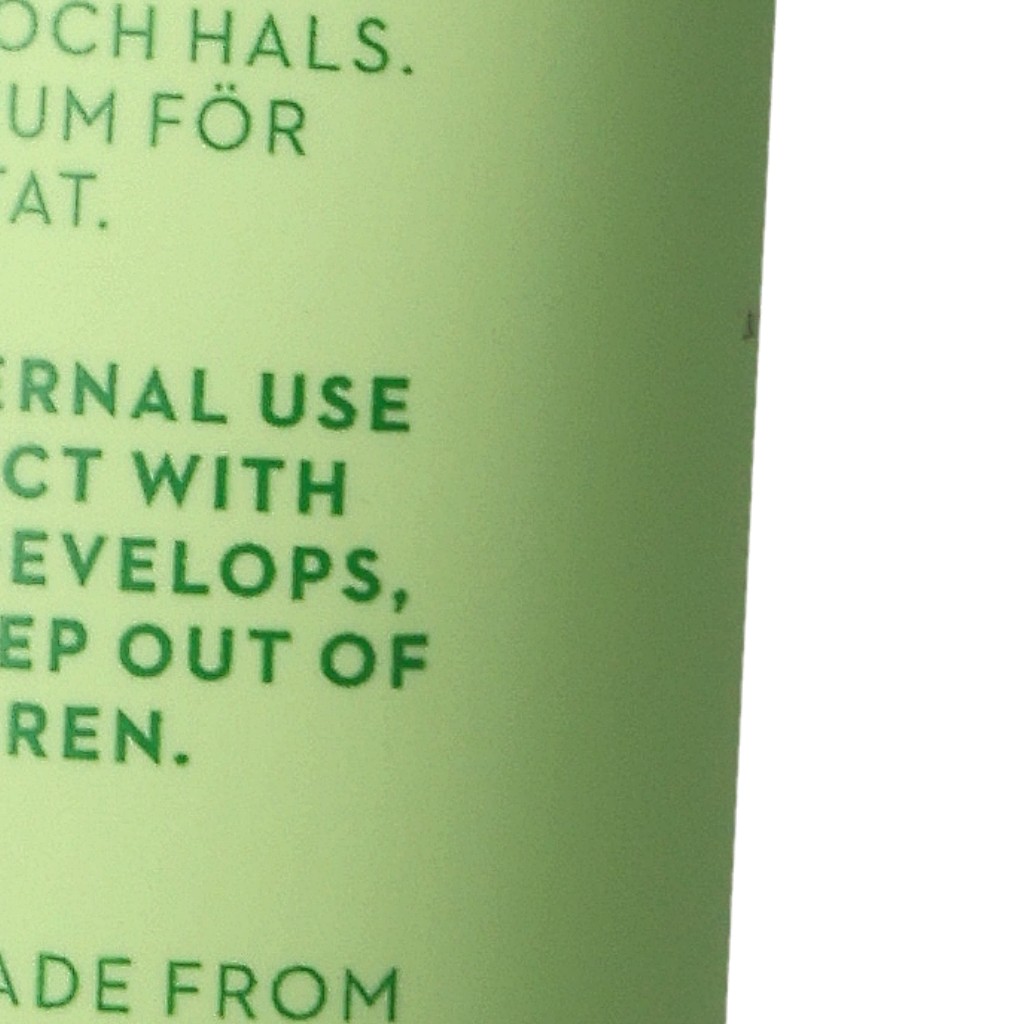 OCH HALS.
UM FÖR
TAT.
ERNAL USE
CT WITH
EVELOPS,
EP OUT OF
REN.
ADE FROM